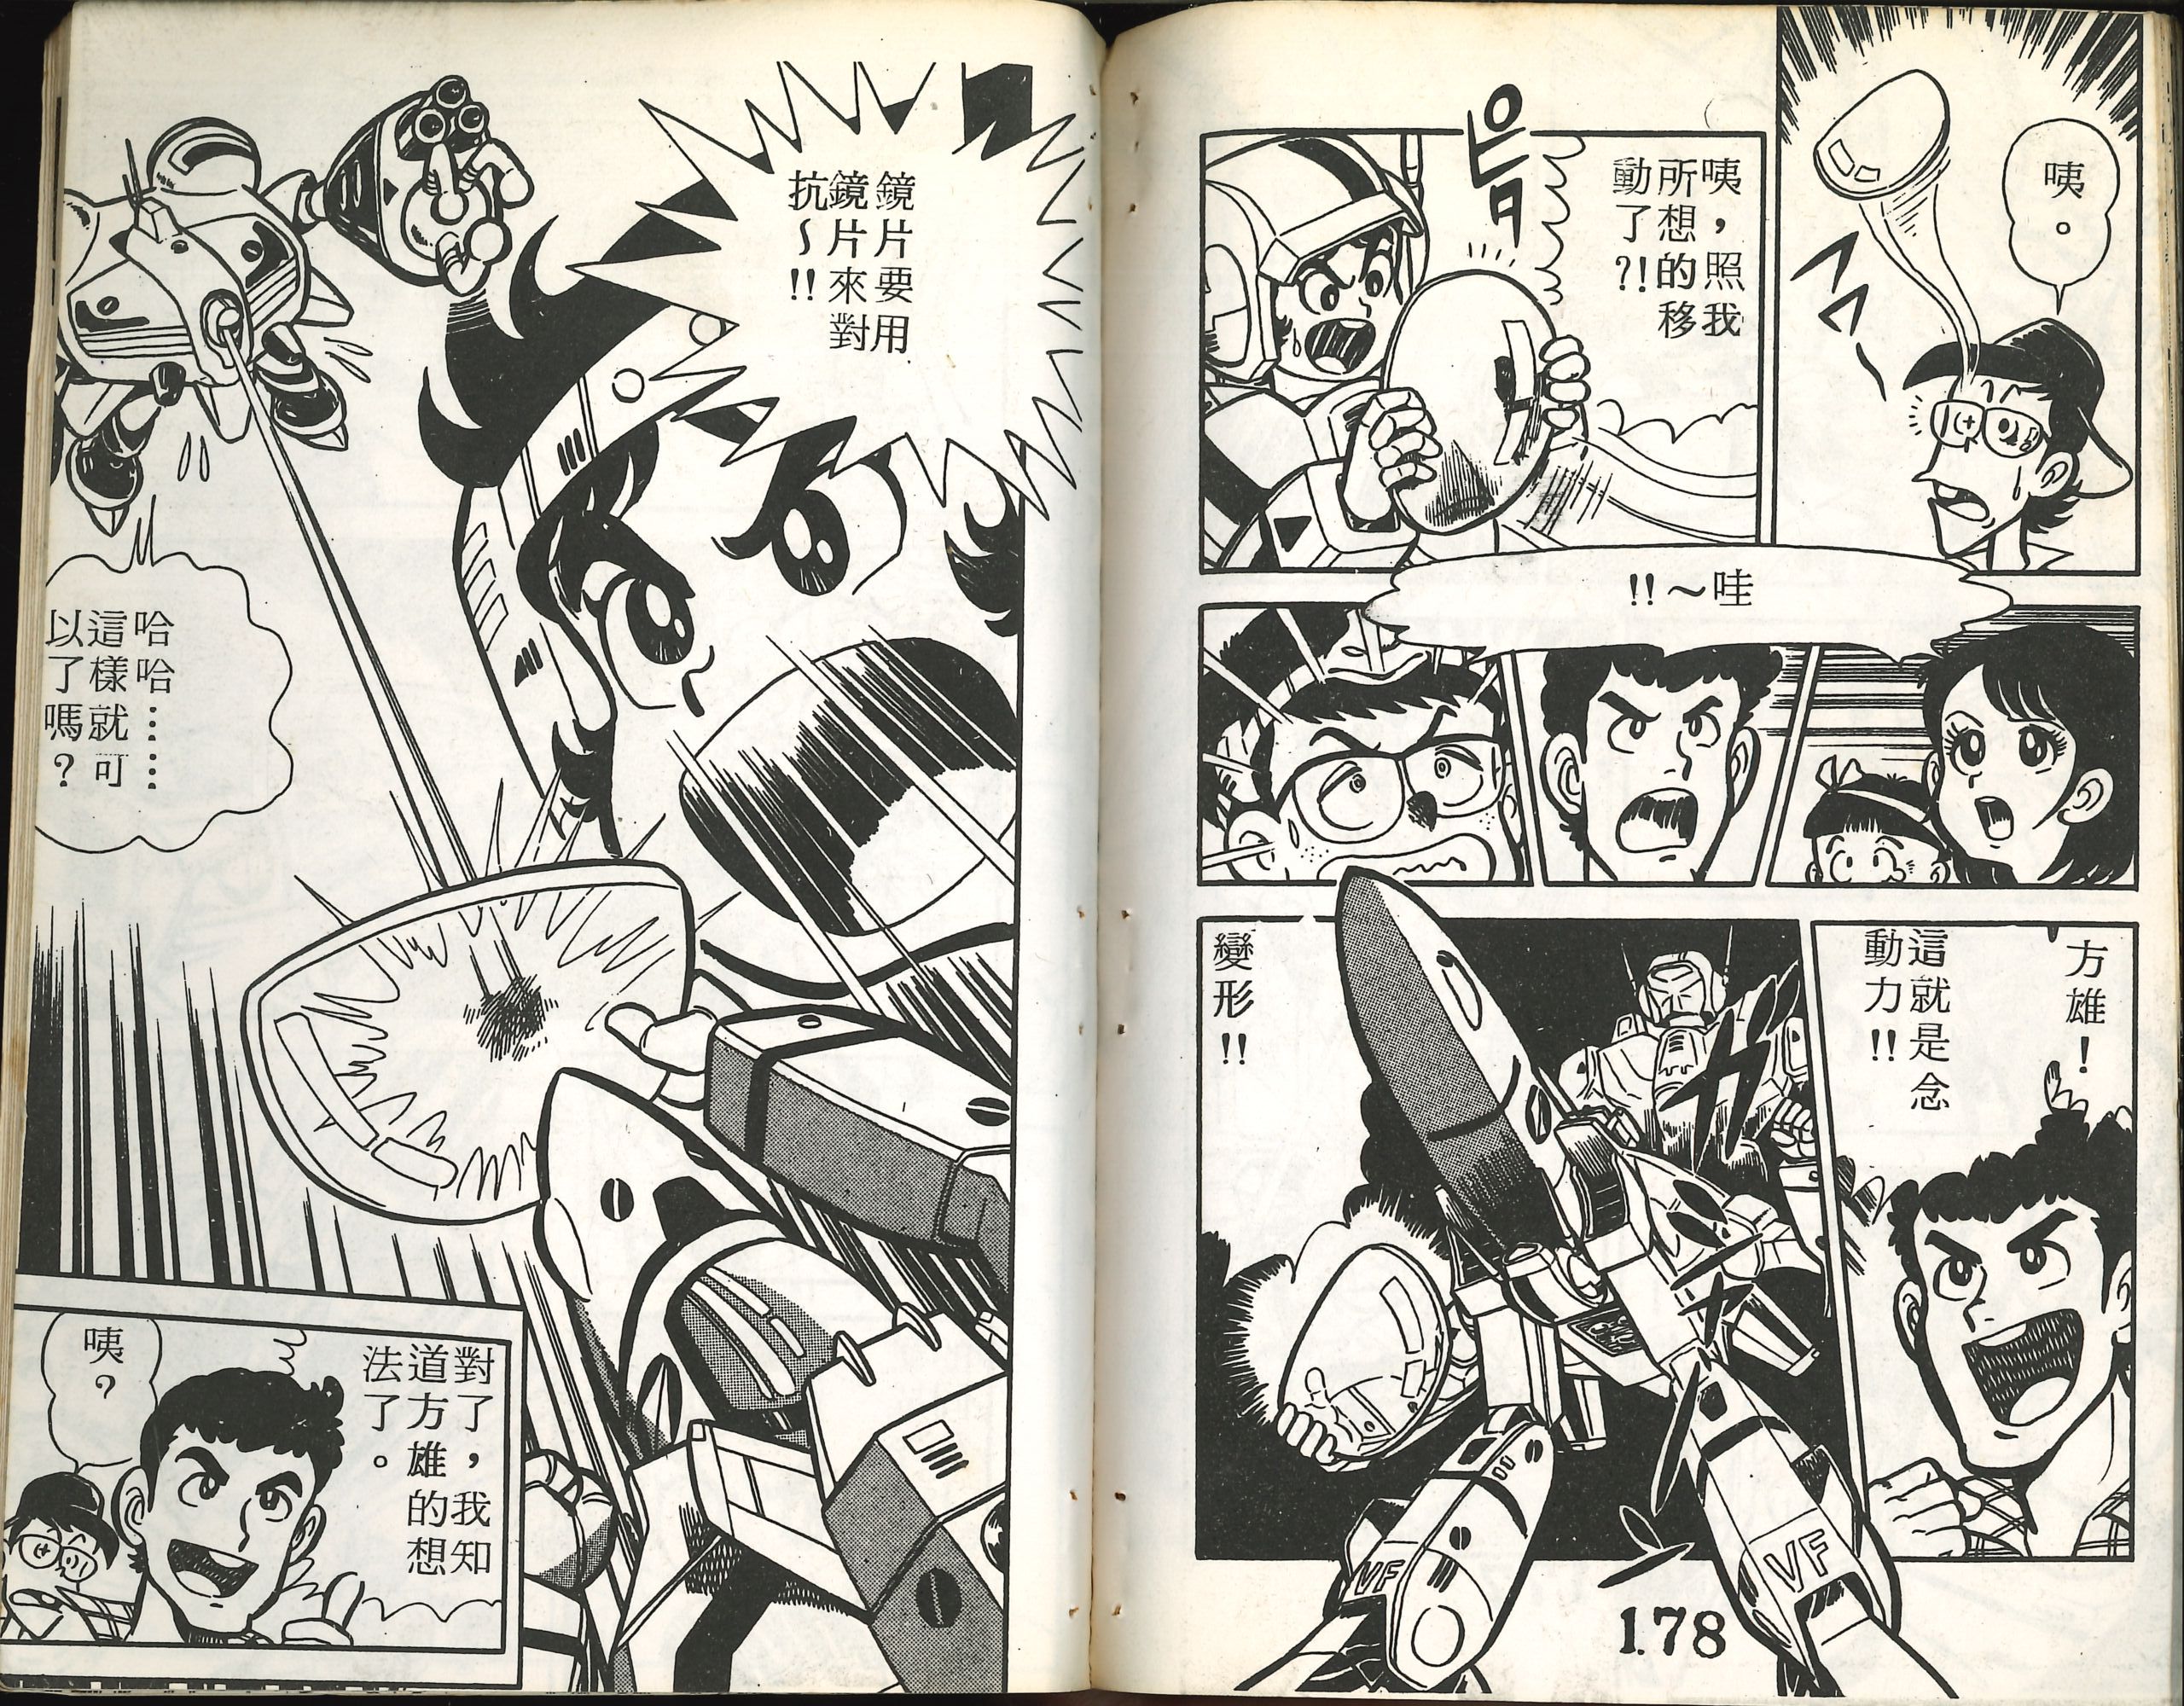 咦。
咦，照我
所想的移
動了?!
哇～!!
方雄！
這就是念
動力!!
變形!!
VF
VF
178
鏡片要用
鏡片來對
抗～!!
哈哈……
這樣就可
以了嗎？
對了，我知
道方雄的想
法了。
咦？